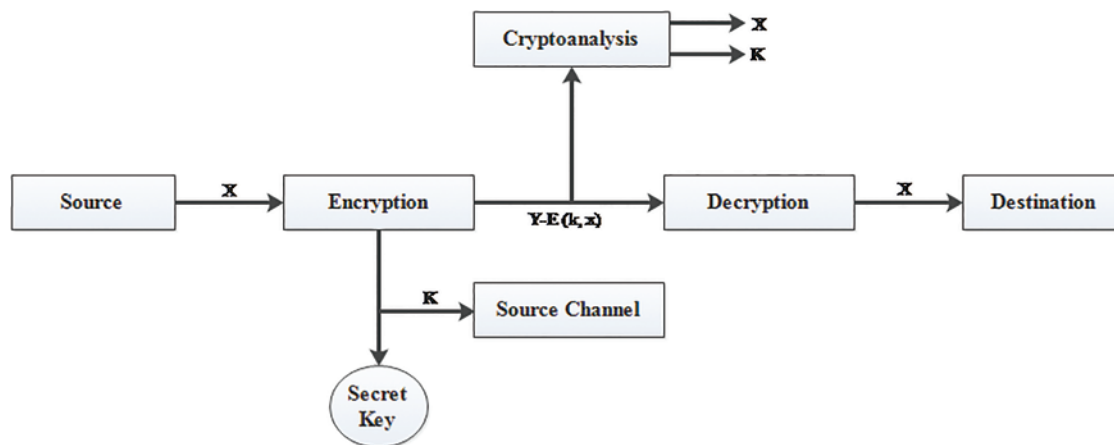 Cryptoanalysis
X
K
Source
X
Encryption
Y-E(k,x)
Decryption
X
Destination
K
Source Channel
Secret
Key